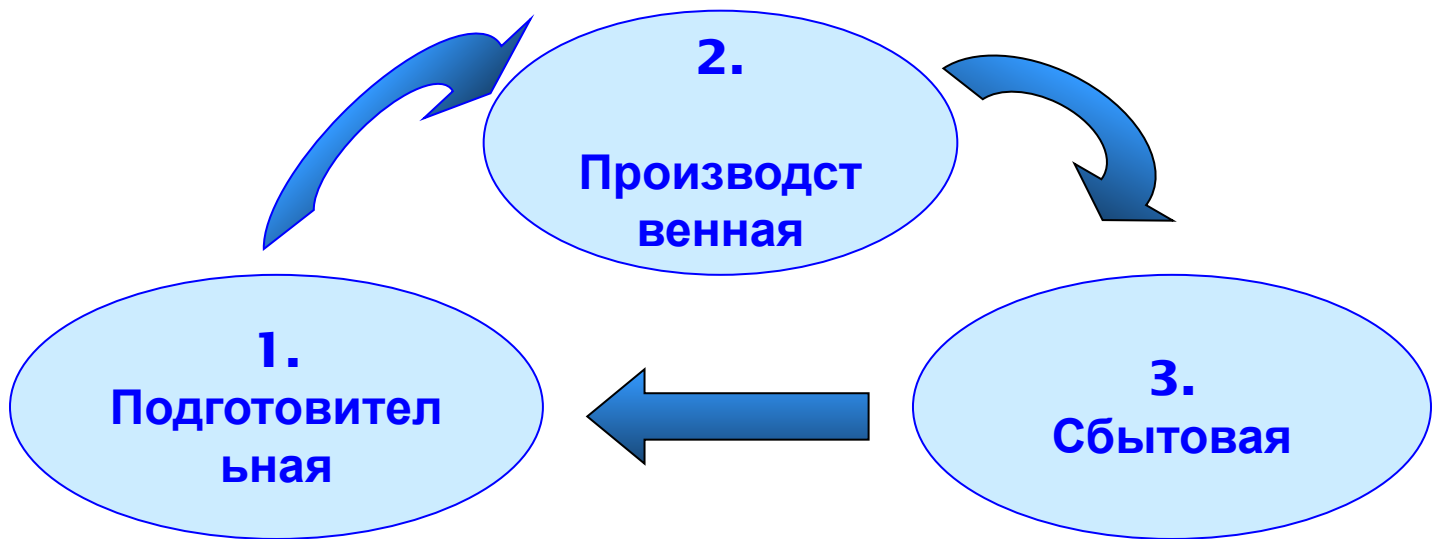 1.
Подготовител
ьная
2.
Производст
венная
3.
Сбытовая